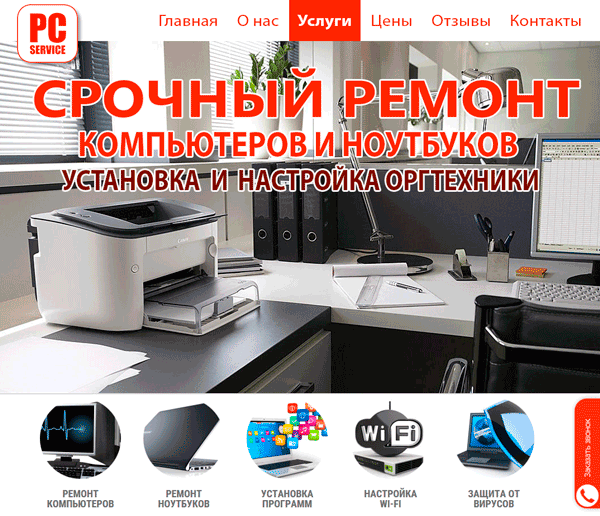 PC
SERVICE
Главная О нас Услуги Цены Отзывы Контакты
СРОЧНЫЙ РЕМОНТ
КОМПЬЮТЕРОВ И НОУТБУКОВ
УСТАНОВКА И НАСТРОЙКА ОРГТЕХНИКИ
Wi Fi
Заказать звонок
РЕМОНТ
КОМПЬЮТЕРОВ
РЕМОНТ
НОУТБУКОВ
УСТАНОВКА
ПРОГРАММ
НАСТРОЙКА
WI-FI
ЗАЩИТА ОТ
ВИРУСОВ